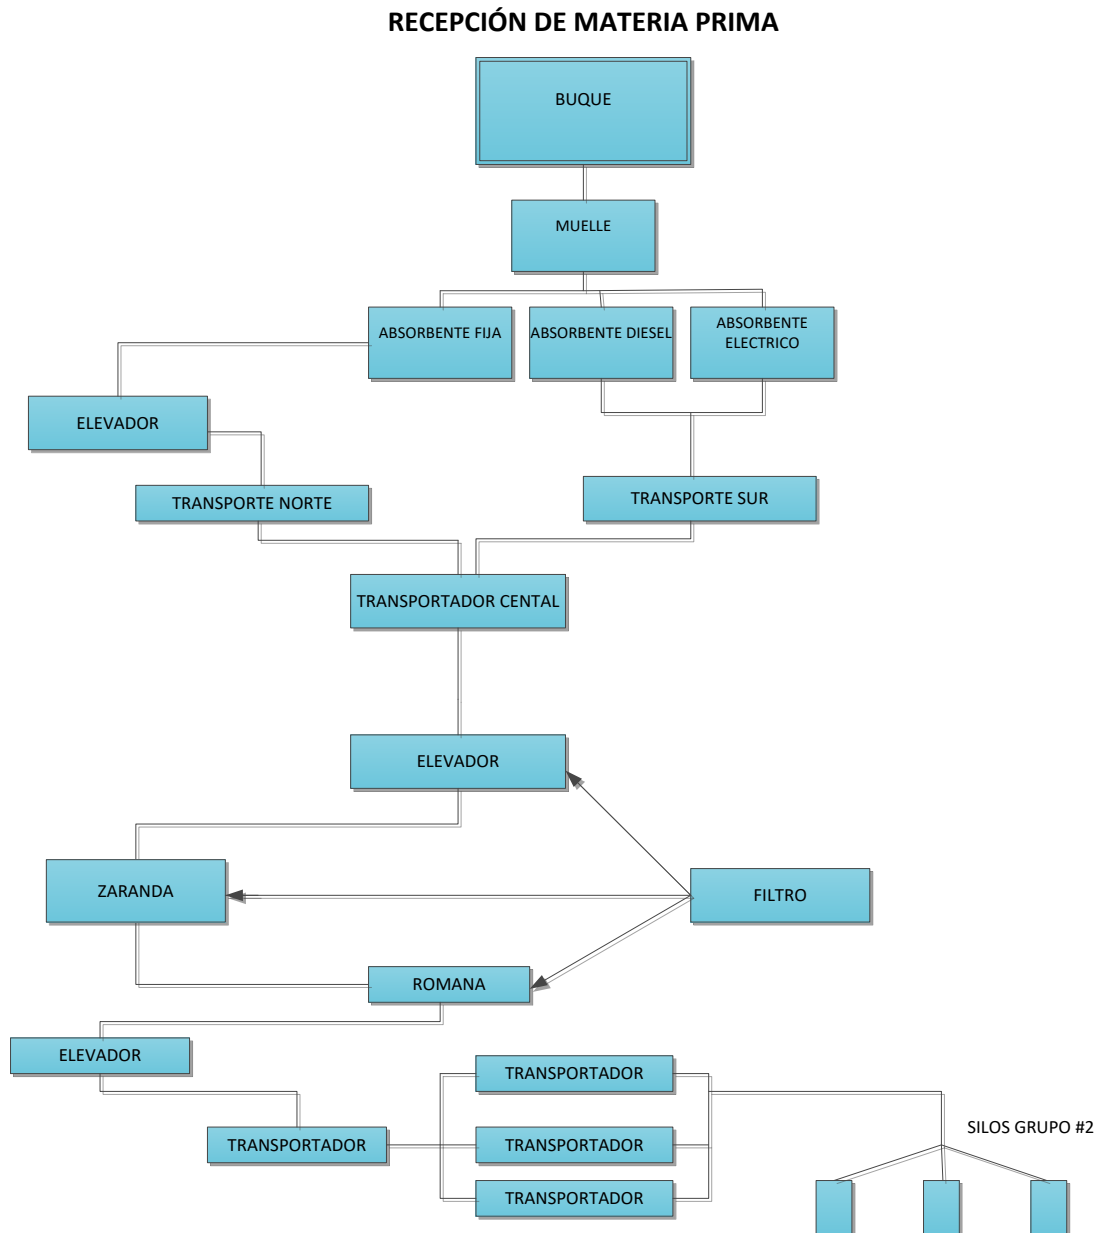 RECEPCIÓN DE MATERIA PRIMA
BUQUE
MUELLE
ABSORBENTE FIJA
ABSORBENTE DIESEL
ABSORBENTE
ELECTRICO
ELEVADOR
TRANSPORTE NORTE
TRANSPORTE SUR
TRANSPORTADOR CENTAL
ELEVADOR
ZARANDA
FILTRO
ROMANA
ELEVADOR
TRANSPORTADOR
TRANSPORTADOR
TRANSPORTADOR
TRANSPORTADOR
SILOS GRUPO #2